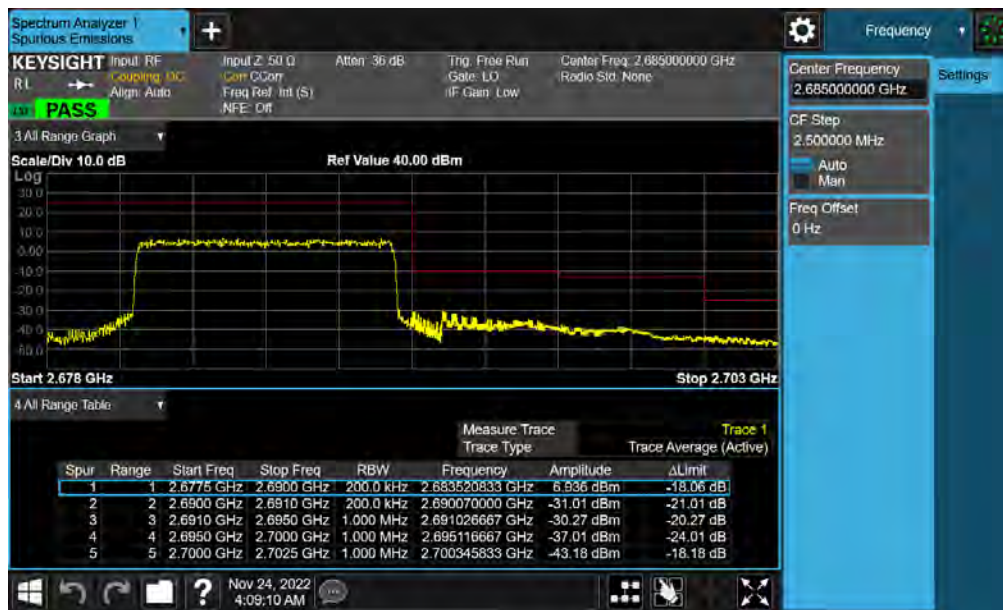 Spectrum Analyzer 1
Spurious Emissions
+
Frequency
KEYSIGHT
RL
PASS
Input: RF
Coupling: DC
Align: Auto
Input Z: 50 Ω
Corr CCorr
Freq Ref: Int (S)
NFE: Off
Atten: 36 dB
Trig: Free Run
Gate: LO
IF Gain: Low
Center Freq: 2.685000000 GHz
Radio Std: None
Center Frequency
2.685000000 GHz
Settings
CF Step
2.500000 MHz
Auto
Man
Freq Offset
0 Hz
3 All Range Graph
Scale/Div 10.0 dB
Ref Value 40.00 dBm
Log
30.0
20.0
10.0
0.00
-10.0
-20.0
-30.0
-40.0
-50.0
Start 2.678 GHz
Stop 2.703 GHz
4 All Range Table
Measure Trace Trace 1
Trace Type Trace Average (Active)
Spur Range Start Freq Stop Freq RBW Frequency Amplitude ΔLimit
1 1 2.6775 GHz 2.6900 GHz 200.0 kHz 2.683520833 GHz 6.936 dBm -18.06 dB
2 2 2.6900 GHz 2.6910 GHz 200.0 kHz 2.690070000 GHz -31.01 dBm -21.01 dB
3 3 2.6910 GHz 2.6950 GHz 1.000 MHz 2.691026667 GHz -30.27 dBm -20.27 dB
4 4 2.6950 GHz 2.7000 GHz 1.000 MHz 2.695116667 GHz -37.01 dBm -24.01 dB
5 5 2.7000 GHz 2.7025 GHz 1.000 MHz 2.700345833 GHz -43.18 dBm -18.18 dB
?
Nov 24, 2022
4:09:10 AM